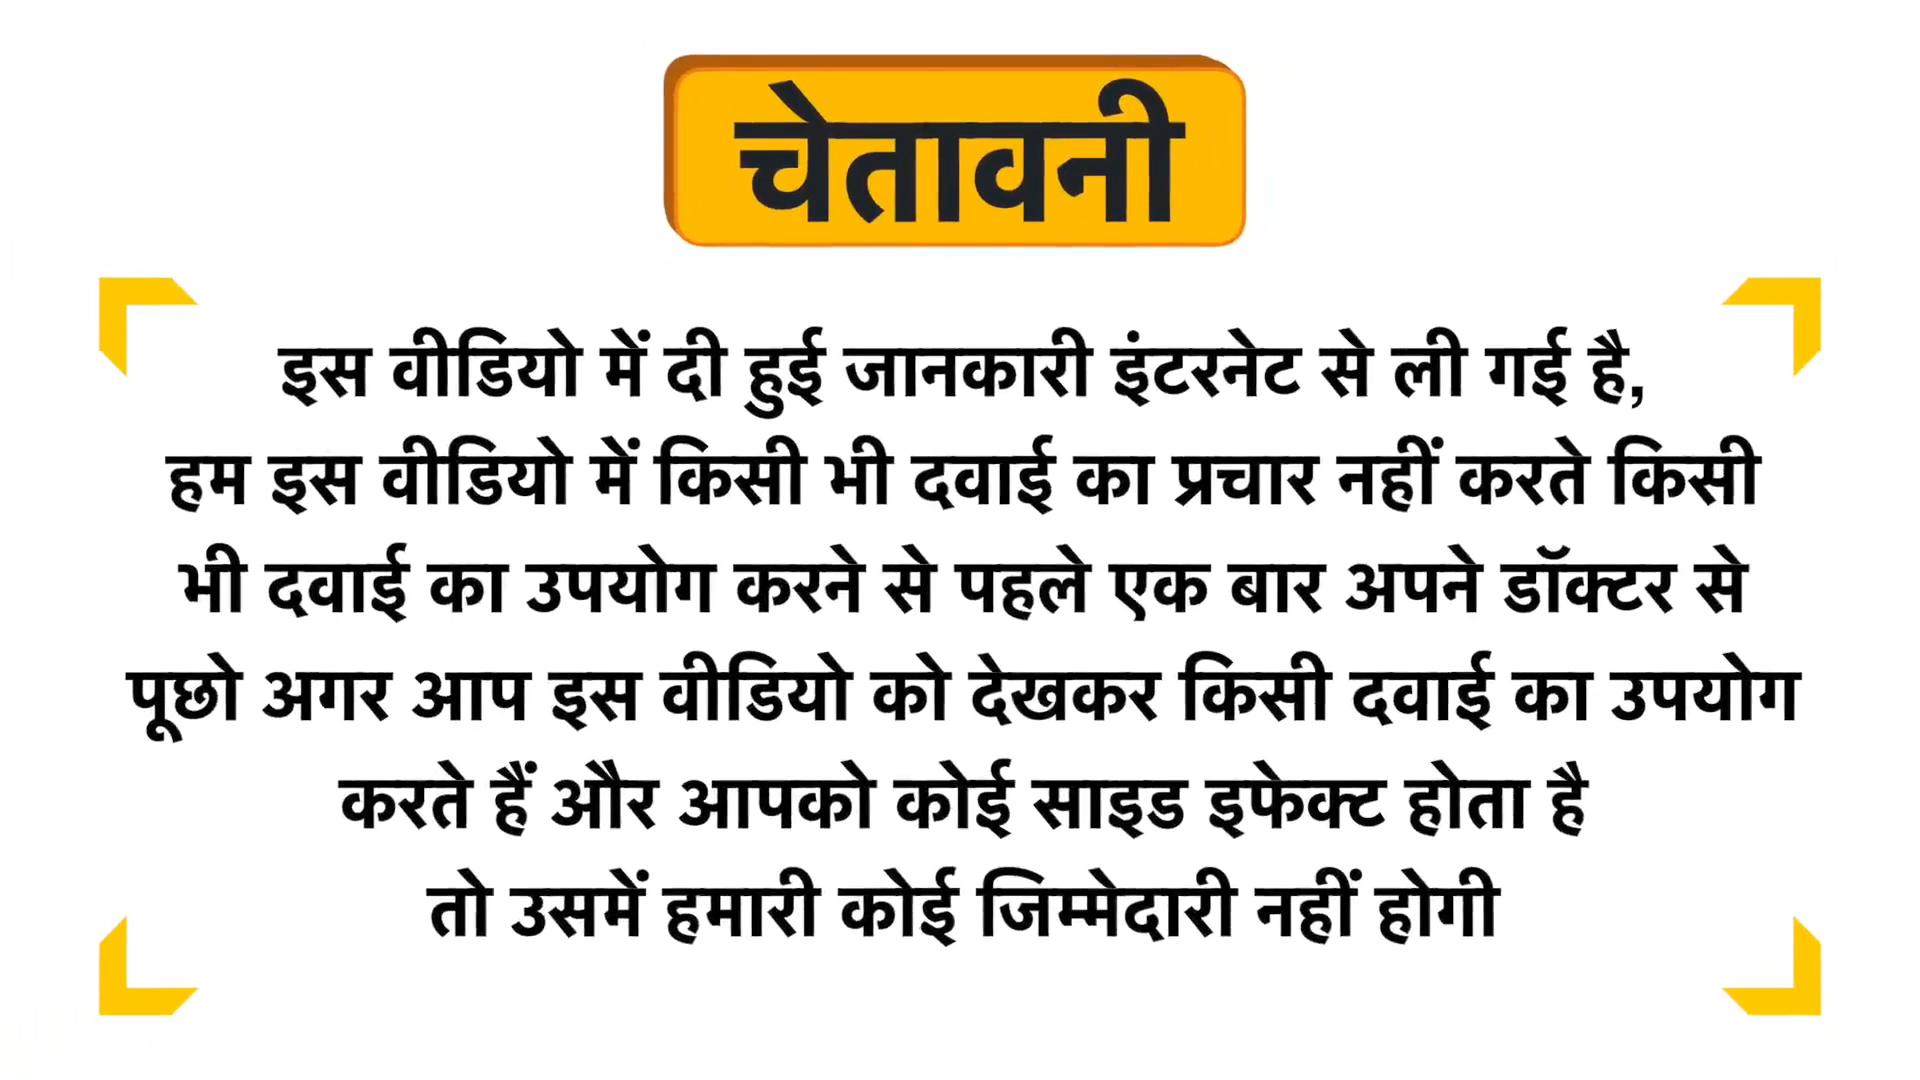 चेतावनी
इस वीडियो में दी हुई जानकारी इंटरनेट से ली गई है,
हम इस वीडियो में किसी भी दवाई का प्रचार नहीं करते किसी
भी दवाई का उपयोग करने से पहले एक बार अपने डॉक्टर से
पूछो अगर आप इस वीडियो को देखकर किसी दवाई का उपयोग
करते हैं और आपको कोई साइड इफेक्ट होता है
तो उसमें हमारी कोई जिम्मेदारी नहीं होगी